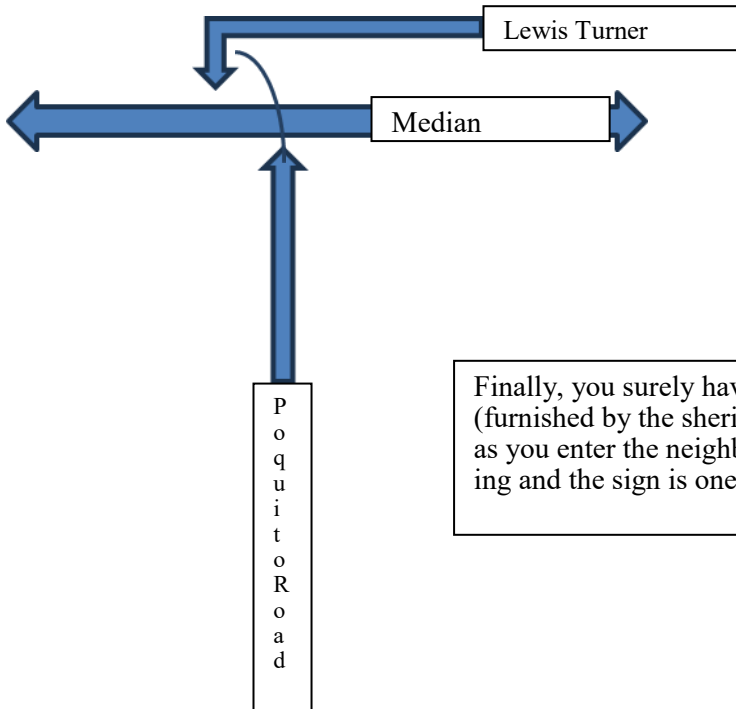 Lewis Turner
Median
PoquitoRoad
Finally, you surely hav
(furnished by the sheri
as you enter the neighb
ing and the sign is one